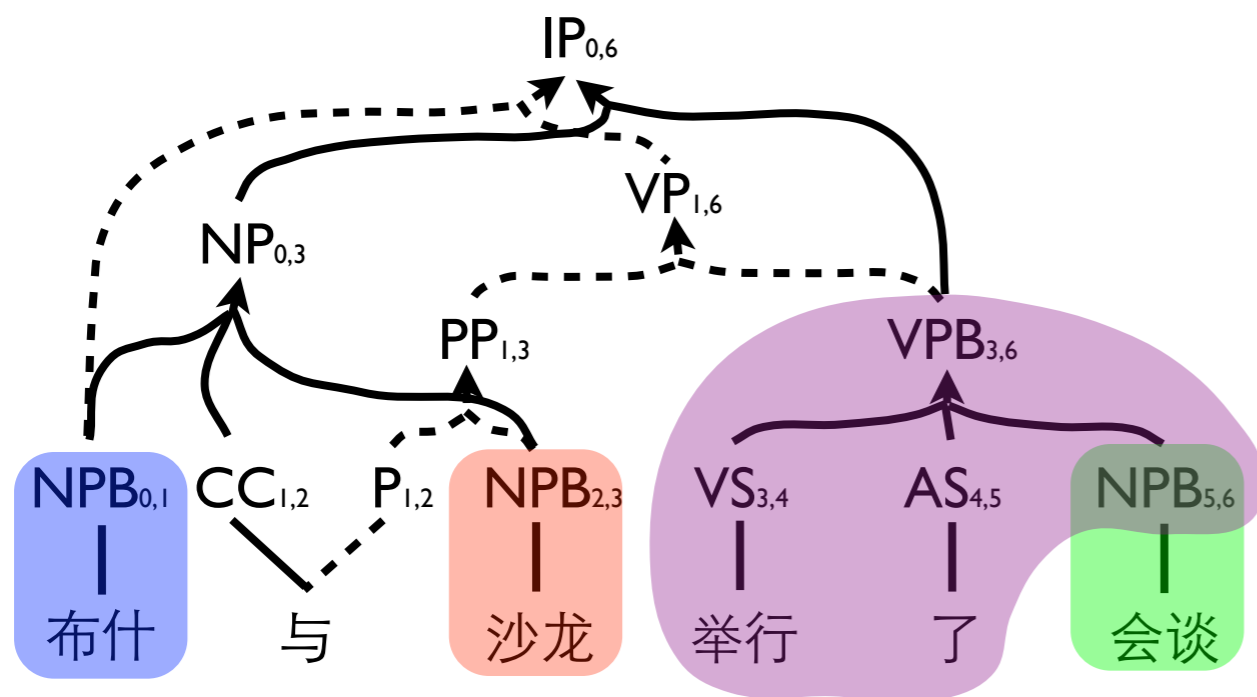 IP0,6
VP1,6
NP0,3
PP1,3 VPB3,6
NPB0,1 CC1,2 P1,2 NPB2,3 VS3,4 AS4,5 NPB5,6
布什 与 沙龙 举行 了 会谈